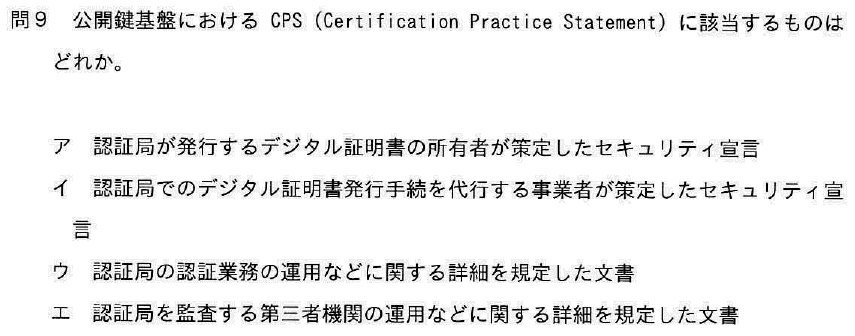 問９　公開鍵基盤における CPS (Certification Practice Statement) に該当するものは
どれか。
ア　認証局が発行するデジタル証明書の所有者が策定したセキュリティ宣言
イ　認証局でのデジタル証明書発行手続を代行する事業者が策定したセキュリティ宣
言
ウ　認証局の認証業務の運用などに関する詳細を規定した文書
エ　認証局を監査する第三者機関の運用などに関する詳細を規定した文書